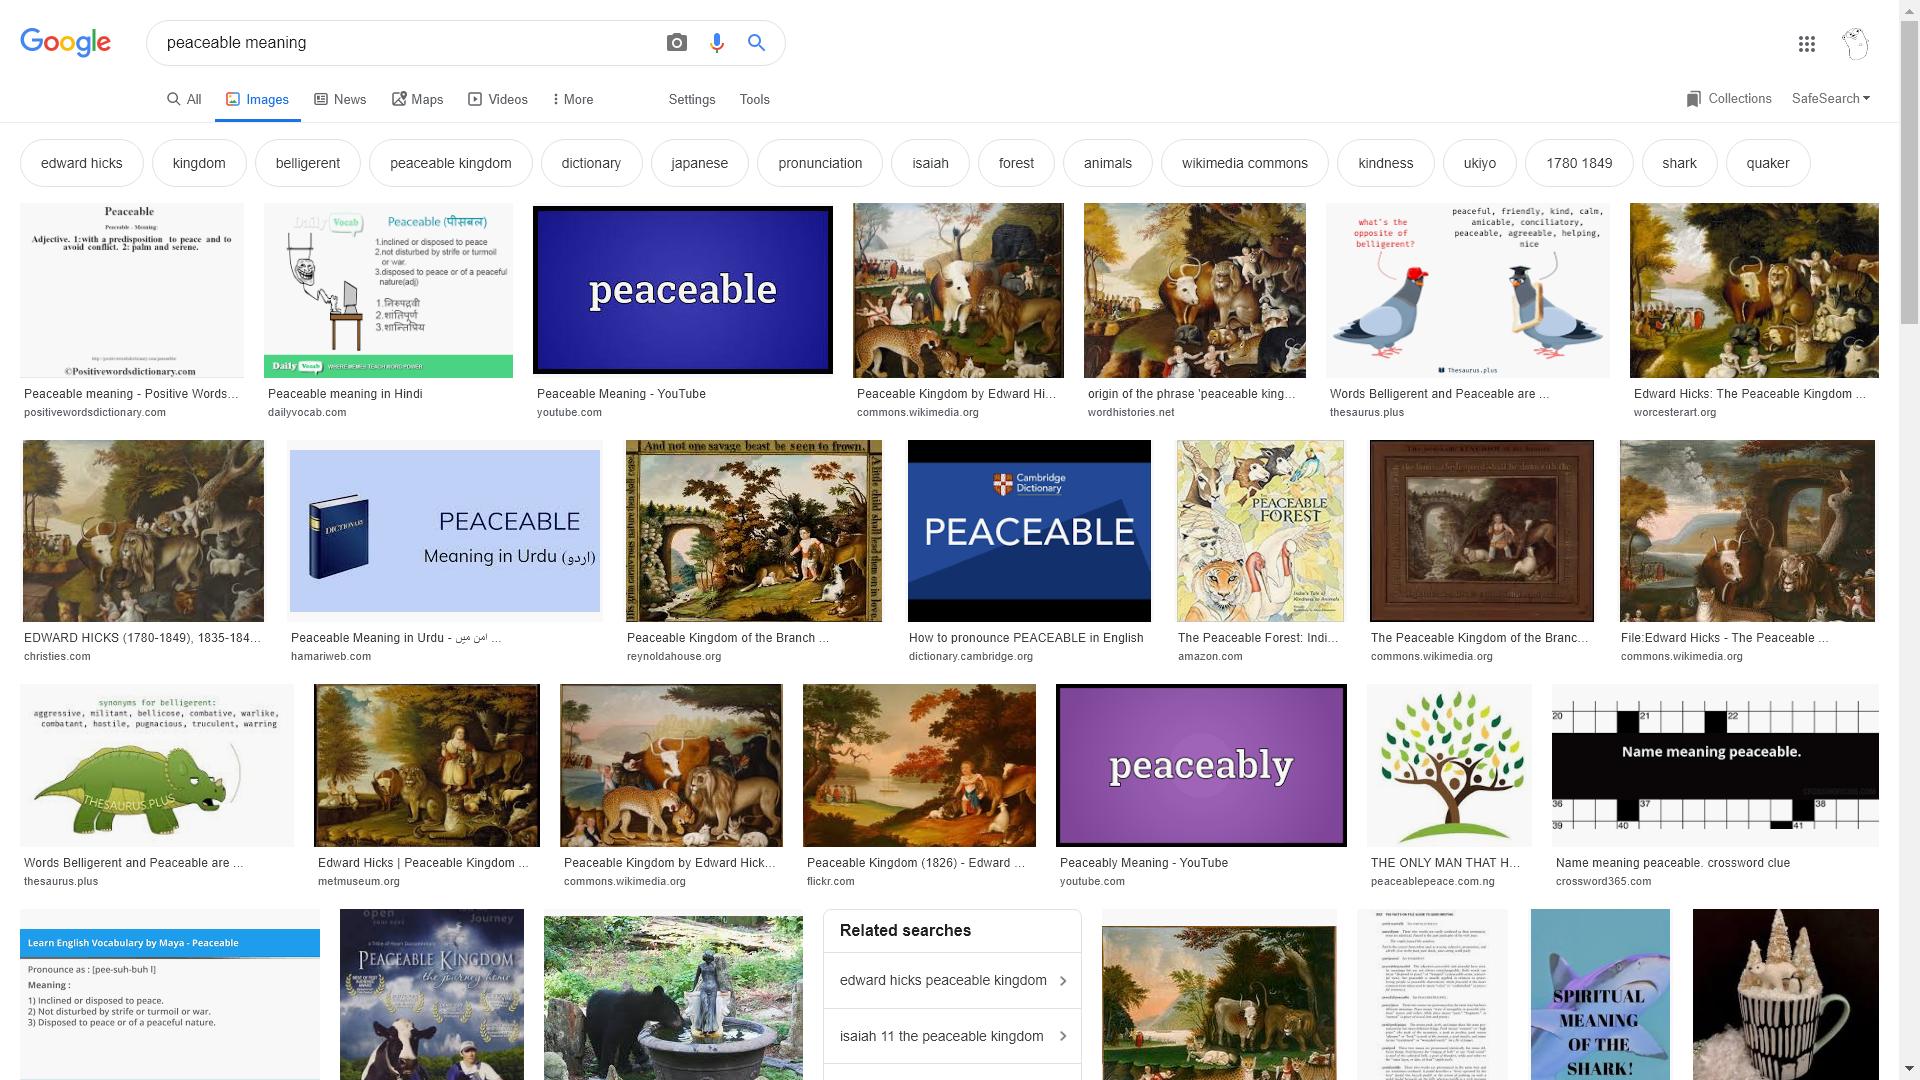 Google
peaceable meaning
All
Images
News
Maps
Videos
More
Settings
Tools
Collections
SafeSearch
edward hicks
kingdom
belligerent
peaceable kingdom
dictionary
japanese
pronunciation
isaiah
forest
animals
wikimedia commons
kindness
ukiyo
1780 1849
shark
quaker
Peaceable
Peaceable - Meaning:
Adjective. 1:with a predisposition to peace and to
avoid conflict. 2: palm and serene.
©Positivewordsdictionary.com
Peaceable meaning - Positive Words...
positivewordsdictionary.com
Daily Vocab
Peaceable (पीसबल)
1.inclined or disposed to peace
2.not disturbed by strife or turmoil
or war.
3.disposed to peace or of a peaceful
nature(adj)
1.निरुपद्रवी
2.शांतिपूर्ण
3.शान्तिप्रिय
Daily Vocab WHERE MEMES TEACH WORD POWER
Peaceable meaning in Hindi
dailyvocab.com
peaceable
Peaceable Meaning - YouTube
youtube.com
Peaceable Kingdom by Edward Hi...
commons.wikimedia.org
origin of the phrase 'peaceable king...
wordhistories.net
what's the
opposite of
belligerent?
peaceful, friendly, kind, calm,
amicable, conciliatory,
peaceable, agreeable, helping,
nice
Thesaurus.plus
Words Belligerent and Peaceable are ...
thesaurus.plus
Edward Hicks: The Peaceable Kingdom ...
worcesterart.org
EDWARD HICKS (1780-1849), 1835-184...
christies.com
DICTIONARY
PEACEABLE
Meaning in Urdu (اردو)
Peaceable Meaning in Urdu - امن میں ...
hamariweb.com
And not one savage beast be seen to frown.
Peaceable Kingdom of the Branch ...
reynoldahouse.org
Cambridge
Dictionary
PEACEABLE
How to pronounce PEACEABLE in English
dictionary.cambridge.org
THE
PEACEABLE
FOREST
India's Tale of
Kindness to Animals
The Peaceable Forest: Indi...
amazon.com
The Peaceable Kingdom of the Branc...
commons.wikimedia.org
File:Edward Hicks - The Peaceable ...
commons.wikimedia.org
synonyms for belligerent:
aggressive, militant, bellicose, combative, warlike,
combatant, hostile, pugnacious, truculent, warring
THESAURUS.PLUS
Words Belligerent and Peaceable are ...
thesaurus.plus
Edward Hicks | Peaceable Kingdom ...
metmuseum.org
Peaceable Kingdom by Edward Hick...
commons.wikimedia.org
Peaceable Kingdom (1826) - Edward ...
flickr.com
peaceably
Peaceably Meaning - YouTube
youtube.com
THE ONLY MAN THAT H...
peaceablepeace.com.ng
20
21
22
Name meaning peaceable.
CROSSWORD365.COM
36
37
38
39
40
41
Name meaning peaceable. crossword clue
crossword365.com
Learn English Vocabulary by Maya - Peaceable
Pronounce as : [pee-suh-buh l]
Meaning :
1) Inclined or disposed to peace.
2) Not disturbed by strife or turmoil or war.
3) Disposed to peace or of a peaceful nature.
open
Journey
PEACEABLE
KINGDOM
the journey home
Related searches
edward hicks peaceable kingdom
isaiah 11 the peaceable kingdom
SPIRITUAL
MEANING
OF THE
SHARK!